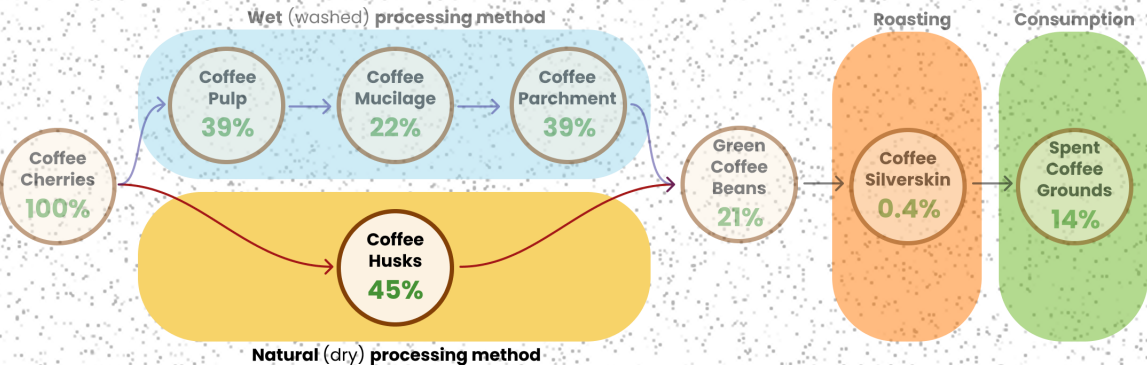 Wet (washed) processing method
Roasting
Consumption
Coffee
Pulp
39%
Coffee
Mucilage
22%
Coffee
Parchment
39%
Coffee
Cherries
100%
Green
Coffee
Beans
21%
Coffee
Silverskin
0.4%
Spent
Coffee
Grounds
14%
Coffee
Husks
45%
Natural (dry) processing method